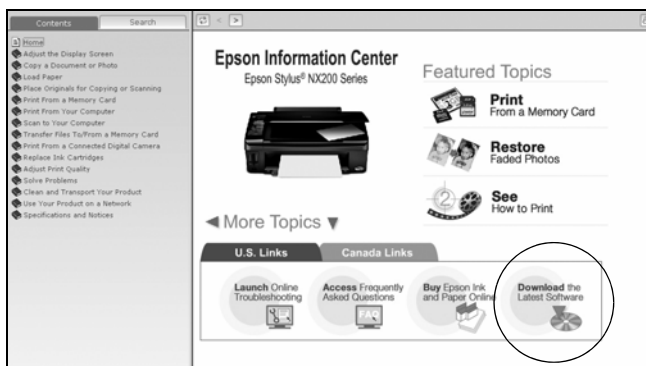 Contents
Search
Home
Adjust the Display Screen
Copy a Document or Photo
Load Paper
Place Originals for Copying or Scanning
Print From a Memory Card
Print From Your Computer
Scan to Your Computer
Transfer Files To/From a Memory Card
Print From a Connected Digital Camera
Replace Ink Cartridges
Adjust Print Quality
Solve Problems
Clean and Transport Your Product
Use Your Product on a Network
Specifications and Notices
Epson Information Center
Epson Stylus® NX200 Series
Featured Topics
Print
From a Memory Card
Restore
Faded Photos
2
See
How to Print
More Topics
U.S. Links
Canada Links
Launch Online
Troubleshooting
Access Frequently
Asked Questions
FAQ
Buy Epson Ink
and Paper Online
Download the
Latest Software